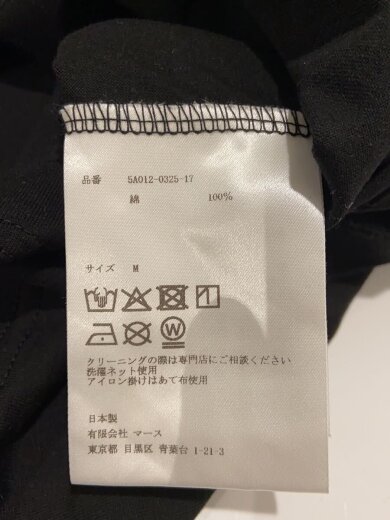 品番 5A012-0325-17
綿 100%
サイズ M
W
クリーニングの際は専門店にご相談ください
洗濯ネット使用
アイロン掛けはあて布使用
日本製
有限会社 マース
東京都 目黒区 青葉台 1-21-3